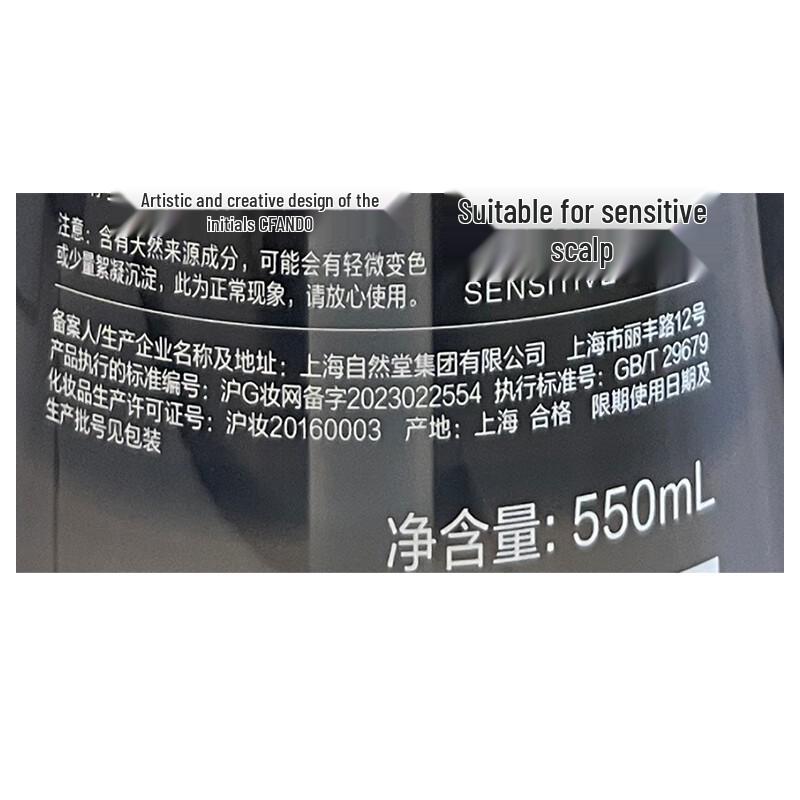 Artistic and creative design of the
initials CFANDO
Suitable for sensitive
scalp
注意：含有天然来源成分，可能会有轻微变色
或少量絮凝沉淀，此为正常现象，请放心使用。
SENSITIVE
备案人/生产企业名称及地址：上海自然堂集团有限公司 上海市丽丰路12号
产品执行的标准编号：沪G妆网备字2023022554 执行标准号：GB/T 29679
化妆品生产许可证号：沪妆20160003 产地：上海 合格 限期使用日期及
生产批号见包装
净含量: 550mL